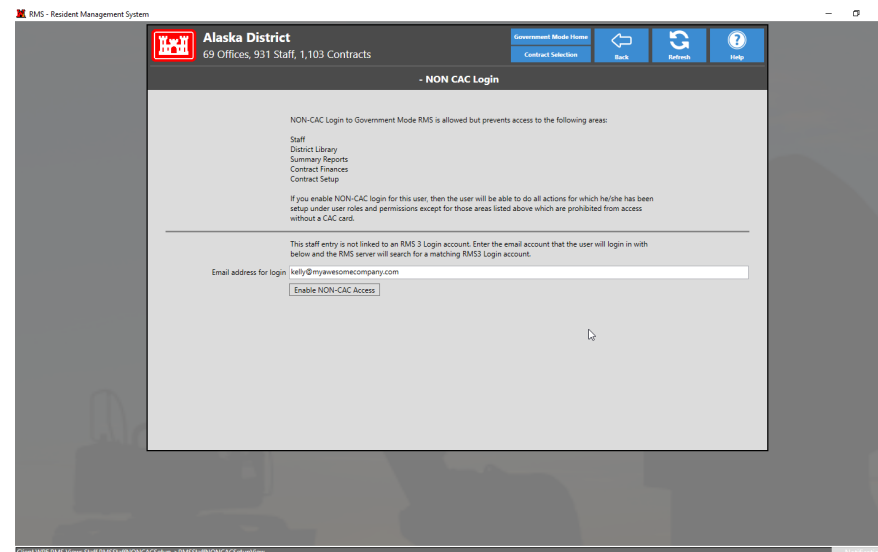 RMS - Resident Management System
Alaska District
69 Offices, 931 Staff, 1,103 Contracts
Government Mode Home
Contract Selection
Back
Refresh
Help
- NON CAC Login
NON-CAC Login to Government Mode RMS is allowed but prevents access to the following areas:
Staff
District Library
Summary Reports
Contract Finances
Contract Setup
If you enable NON-CAC login for this user, then the user will be able to do all actions for which he/she has been
setup under user roles and permissions except for those areas listed above which are prohibited from access
without a CAC card.
This staff entry is not linked to an RMS 3 Login account. Enter the email account that the user will login in with
below and the RMS server will search for a matching RMS3 Login account.
Email address for login kelly@myawesomecompany.com
Enable NON-CAC Access